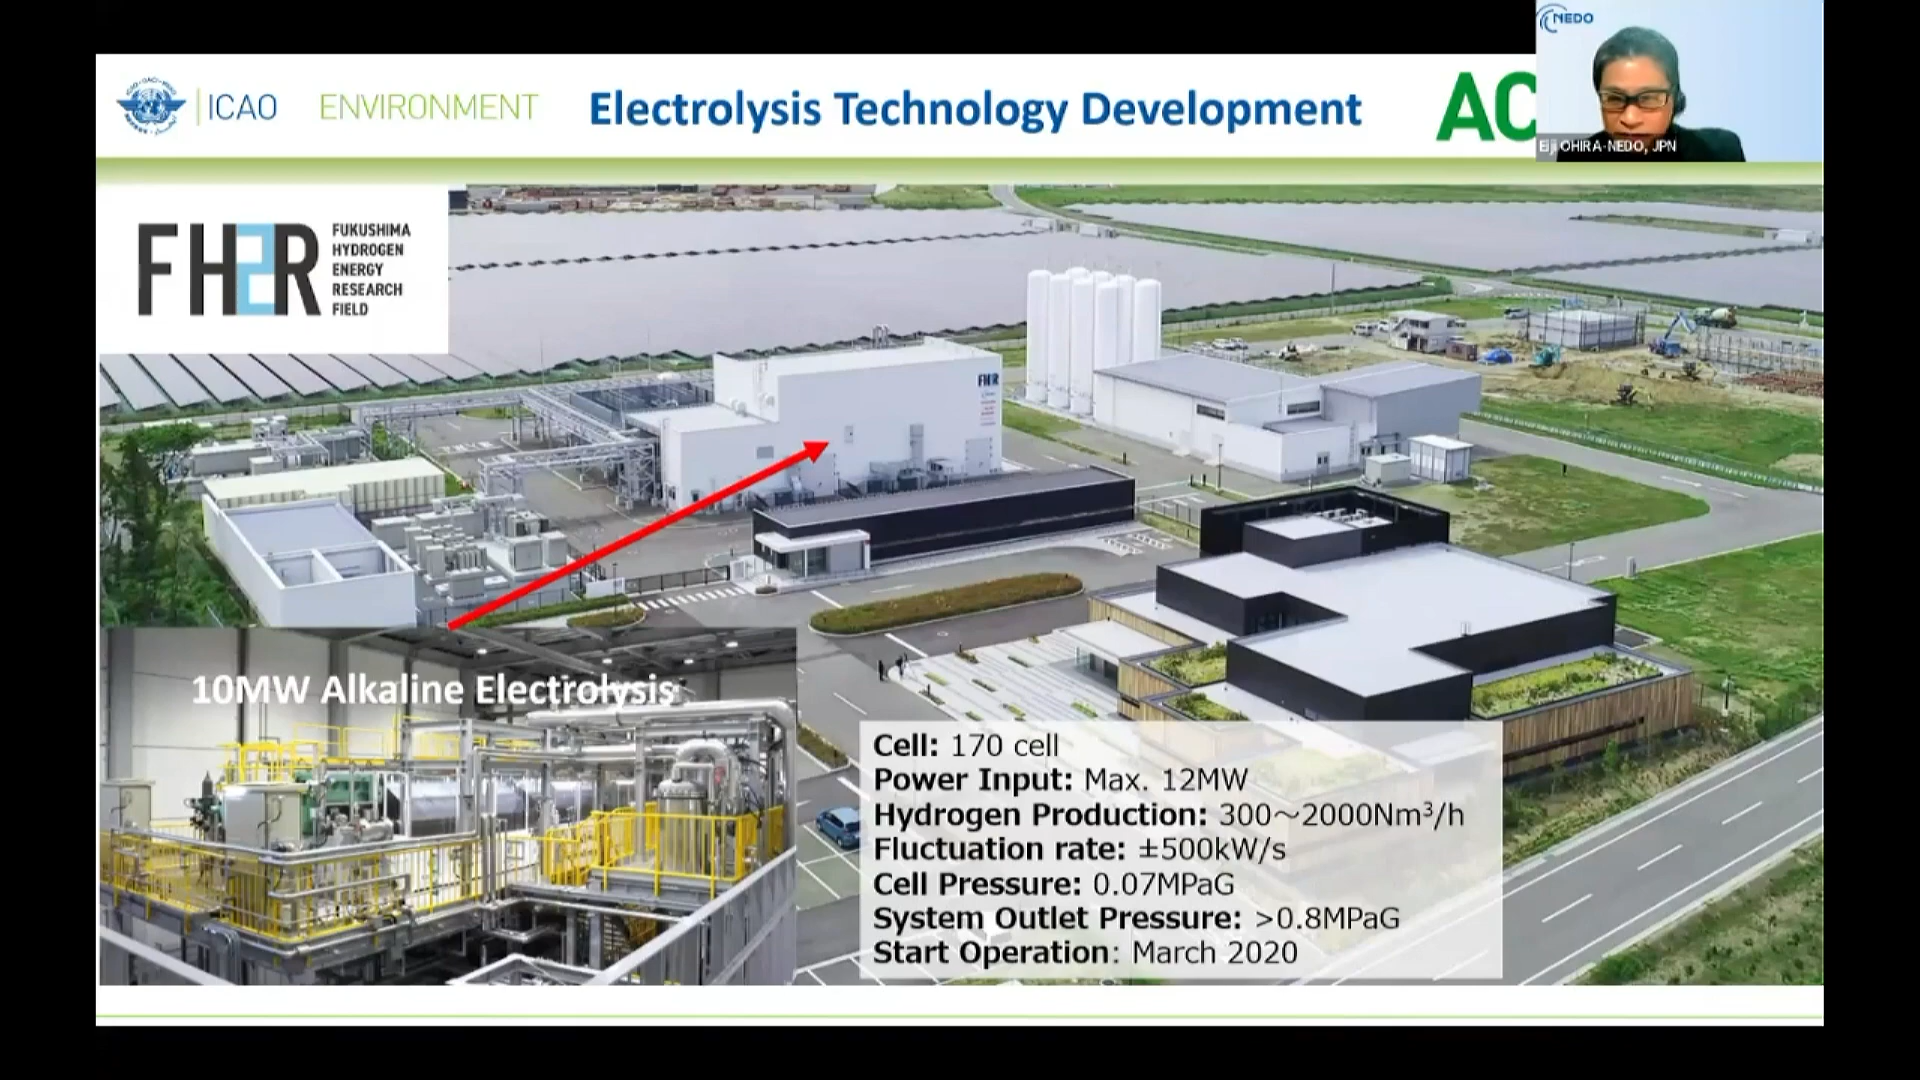 NEDO
ICAO ENVIRONMENT Electrolysis Technology Development AC
Eiji OHIRA-NEDO, JPN
FH2R
FUKUSHIMA
HYDROGEN
ENERGY
RESEARCH
FIELD
FH2R
10MW Alkaline Electrolysis
Cell: 170 cell
Power Input: Max. 12MW
Hydrogen Production: 300～2000Nm³/h
Fluctuation rate: ±500kW/s
Cell Pressure: 0.07MPaG
System Outlet Pressure: >0.8MPaG
Start Operation: March 2020